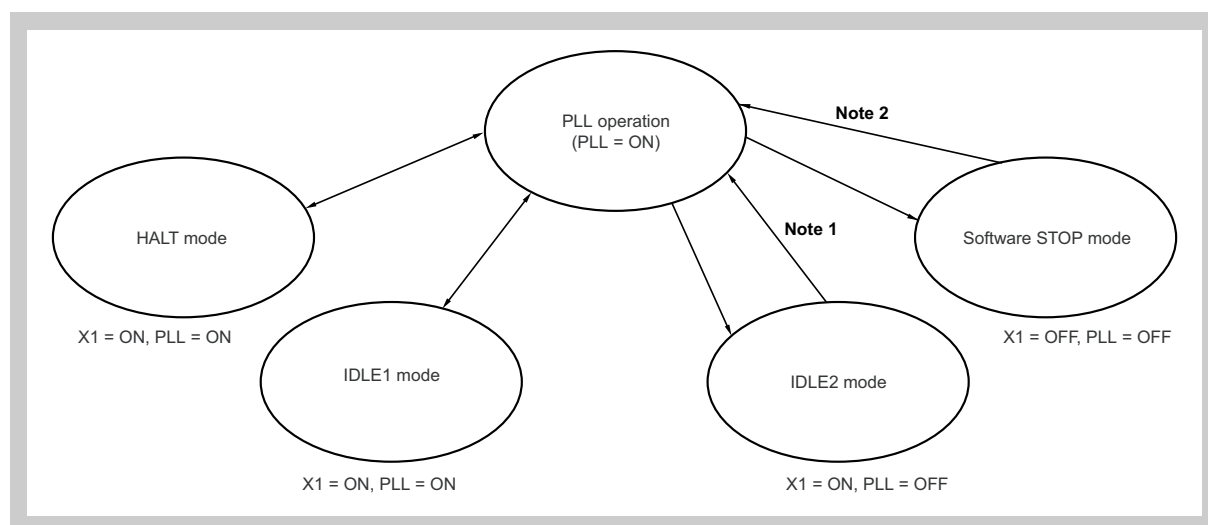 PLL operation
(PLL = ON)
Note 2
HALT mode
Note 1
Software STOP mode
X1 = ON, PLL = ON
X1 = OFF, PLL = OFF
IDLE1 mode
IDLE2 mode
X1 = ON, PLL = ON
X1 = ON, PLL = OFF